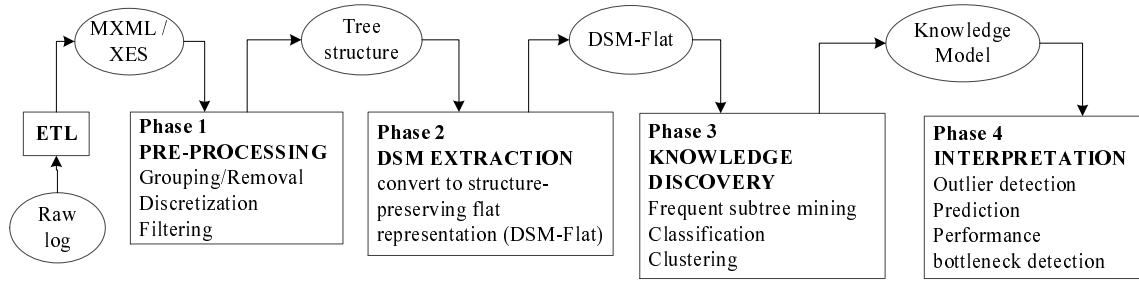 Raw
log
ETL
MXML /
XES
Phase 1
PRE-PROCESSING
Grouping/Removal
Discretization
Filtering
Tree
structure
Phase 2
DSM EXTRACTION
convert to structure-
preserving flat
representation (DSM-Flat)
DSM-Flat
Phase 3
KNOWLEDGE
DISCOVERY
Frequent subtree mining
Classification
Clustering
Knowledge
Model
Phase 4
INTERPRETATION
Outlier detection
Prediction
Performance
bottleneck detection